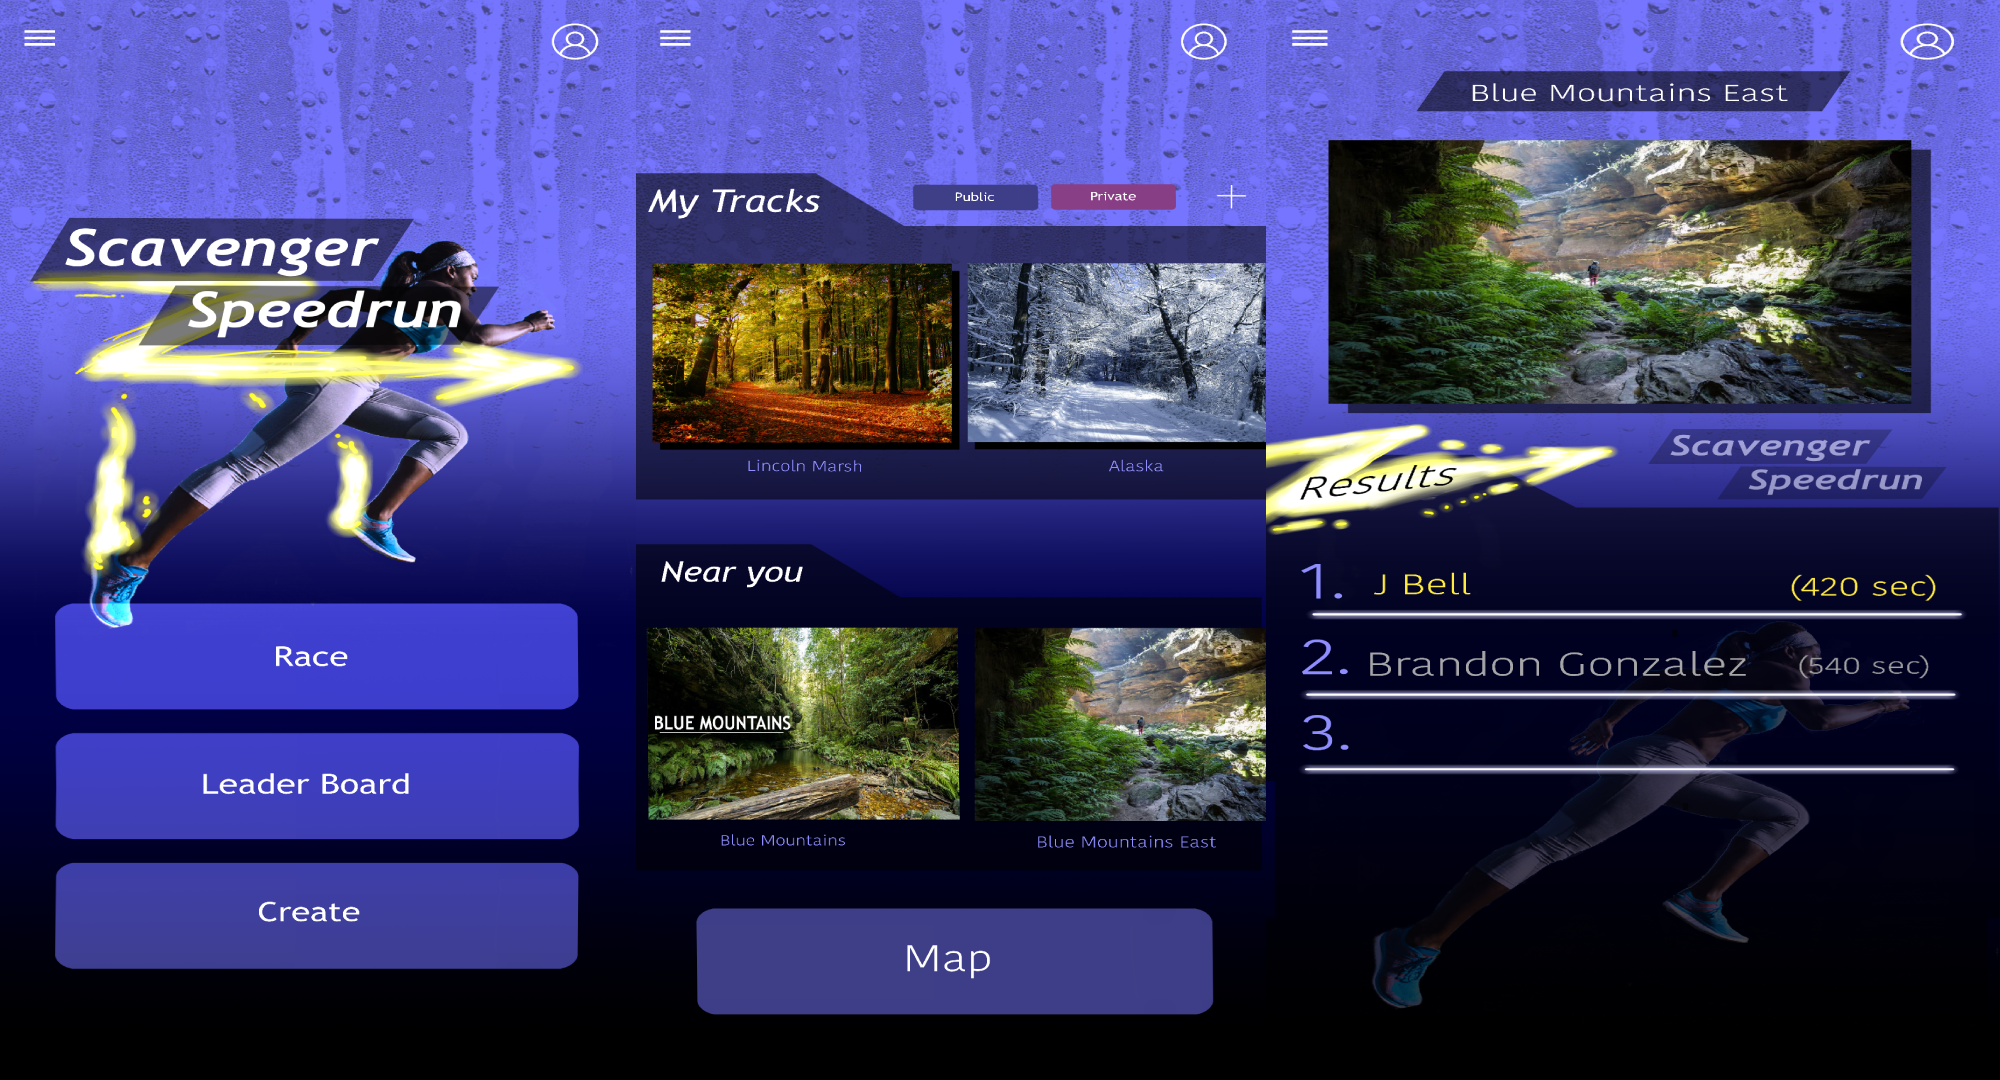 Scavenger
Speedrun
Race
Leader Board
Create
My Tracks
Public
Private
Lincoln Marsh
Alaska
Near you
BLUE MOUNTAINS
Blue Mountains
Blue Mountains East
Map
Blue Mountains East
Results
Scavenger
Speedrun
1. J Bell (420 sec)
2. Brandon Gonzalez (540 sec)
3.